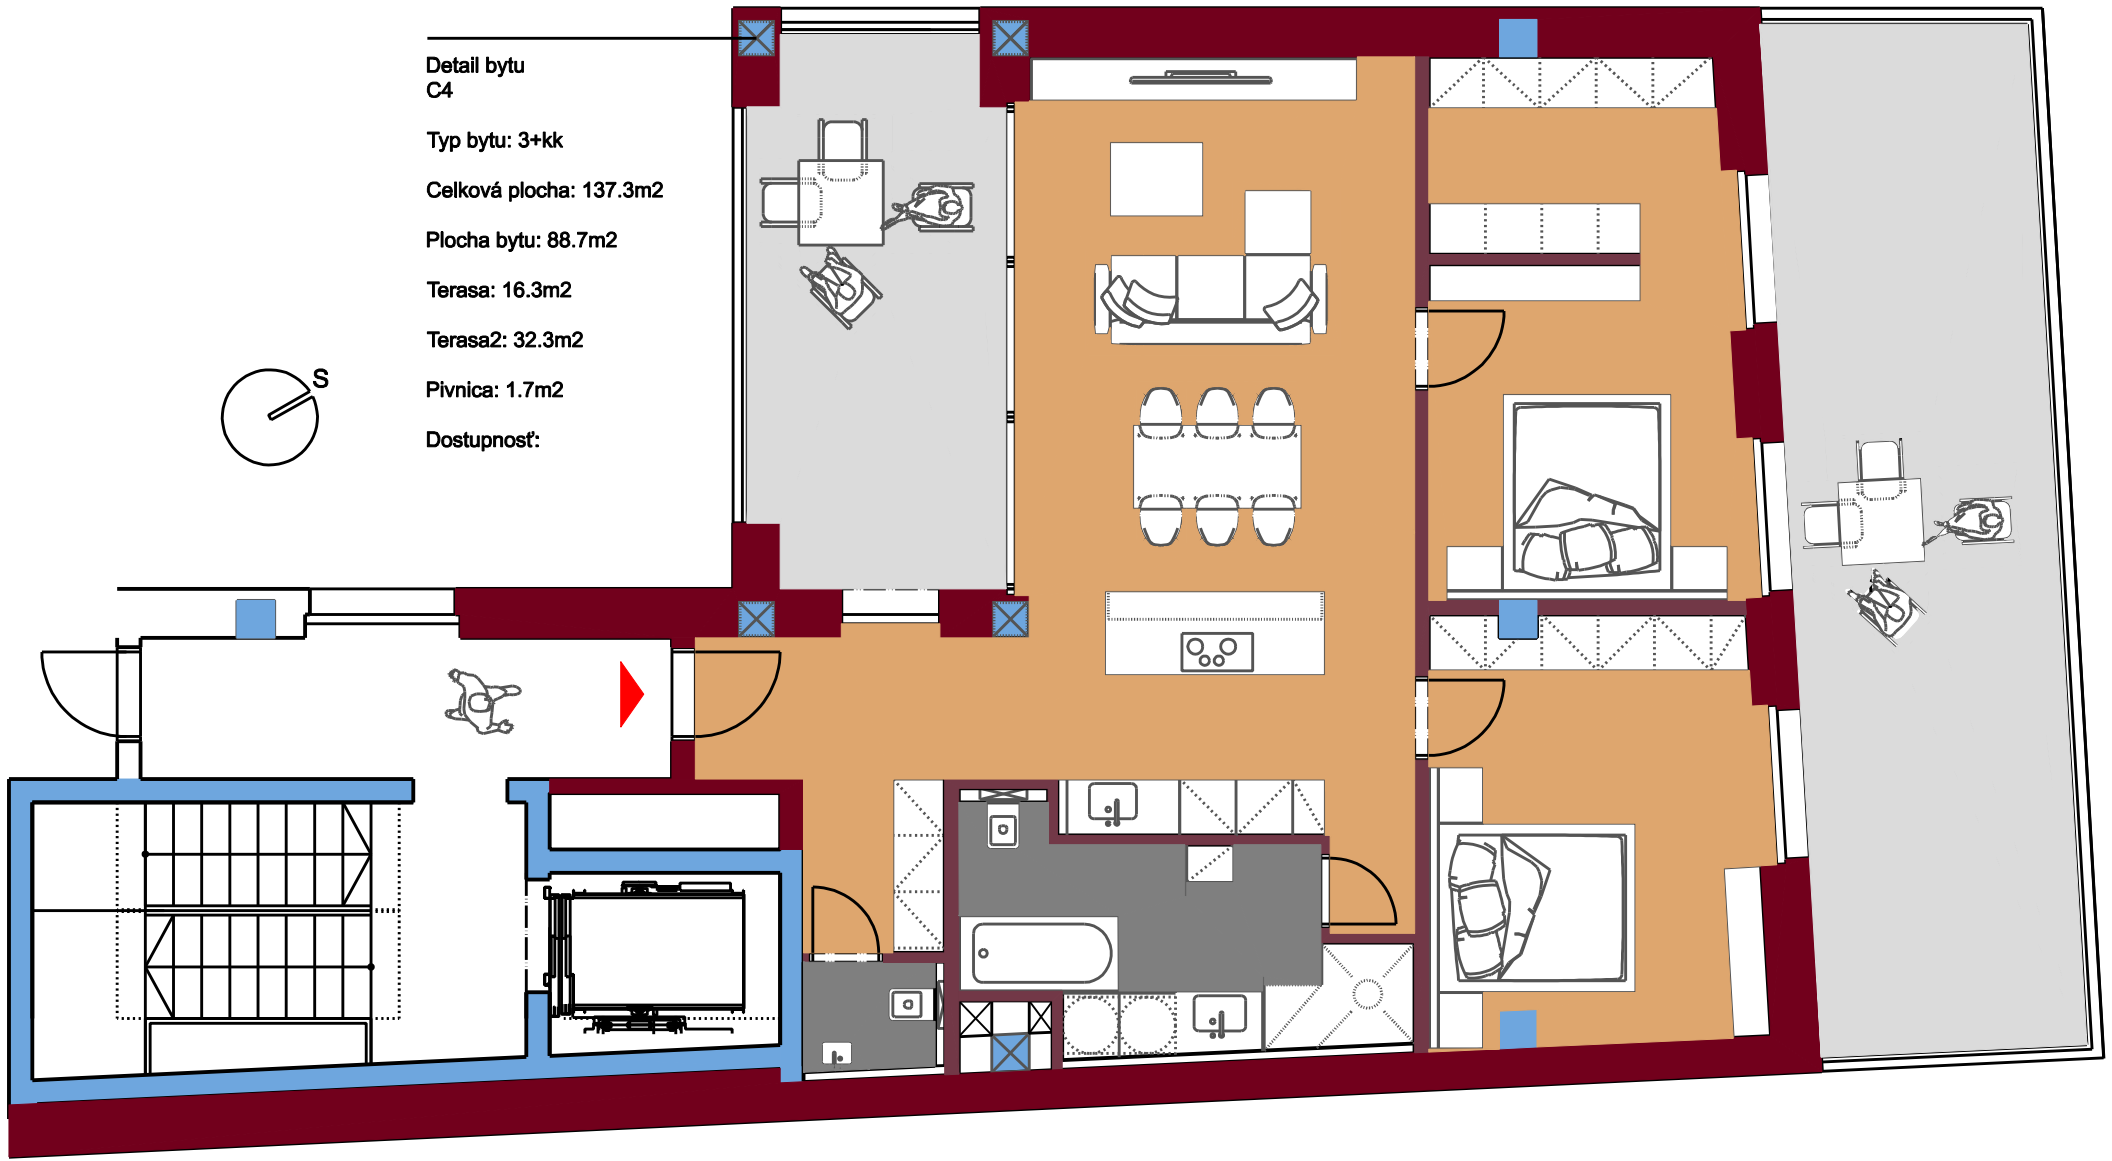 Detail bytu
C4
Typ bytu: 3+kk
Celková plocha: 137.3m2
Plocha bytu: 88.7m2
Terasa: 16.3m2
Terasa2: 32.3m2
S
Pivnica: 1.7m2
Dostupnosť: